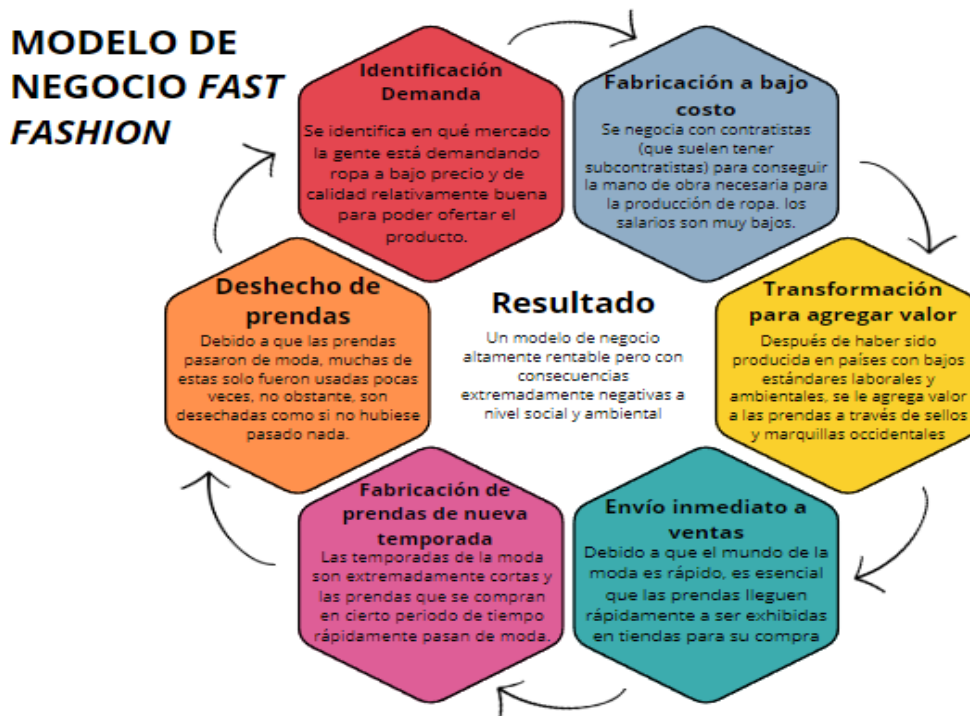 MODELO DE
NEGOCIO FAST
FASHION
Identificación
Demanda
Se identifica en qué mercado
la gente está demandando
ropa a bajo precio y de
calidad relativamente buena
para poder ofertar el
producto.
Fabricación a bajo
costo
Se negocia con contratistas
(que suelen tener
subcontratistas) para conseguir
la mano de obra necesaria para
la producción de ropa. los
salarios son muy bajos.
Transformación
para agregar valor
Después de haber sido
producida en países con bajos
estándares laborales y
ambientales, se le agrega valor
a las prendas a través de sellos
y marquillas occidentales
Envío inmediato a
ventas
Debido a que el mundo de la
moda es rápido, es esencial
que las prendas lleguen
rápidamente a ser exhibidas
en tiendas para su compra
Fabricación de
prendas de nueva
temporada
Las temporadas de la moda
son extremadamente cortas y
las prendas que se compran
en cierto periodo de tiempo
rápidamente pasan de moda.
Deshecho de
prendas
Debido a que las prendas
pasaron de moda, muchas de
estas solo fueron usadas pocas
veces, no obstante, son
desechadas como si no hubiese
pasado nada.
Resultado
Un modelo de negocio
altamente rentable pero con
consecuencias
extremadamente negativas a
nivel social y ambiental